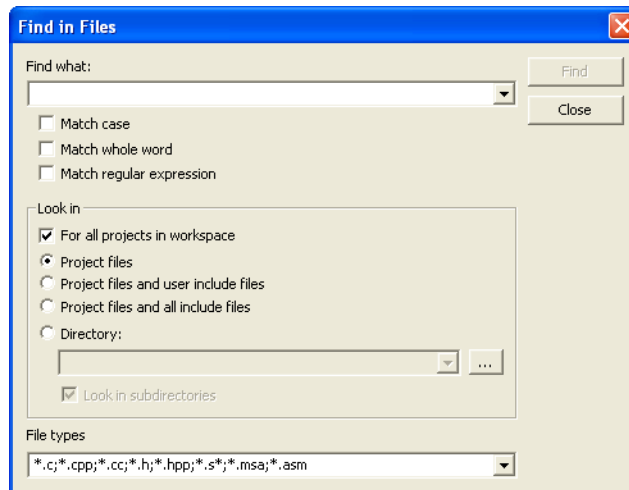 Find in Files
Find what:
Find
Close
Match case
Match whole word
Match regular expression
Look in
For all projects in workspace
Project files
Project files and user include files
Project files and all include files
Directory:
...
Look in subdirectories
File types
*.c;*.cpp;*.cc;*.h;*.hpp;*.s*;*.msa;*.asm